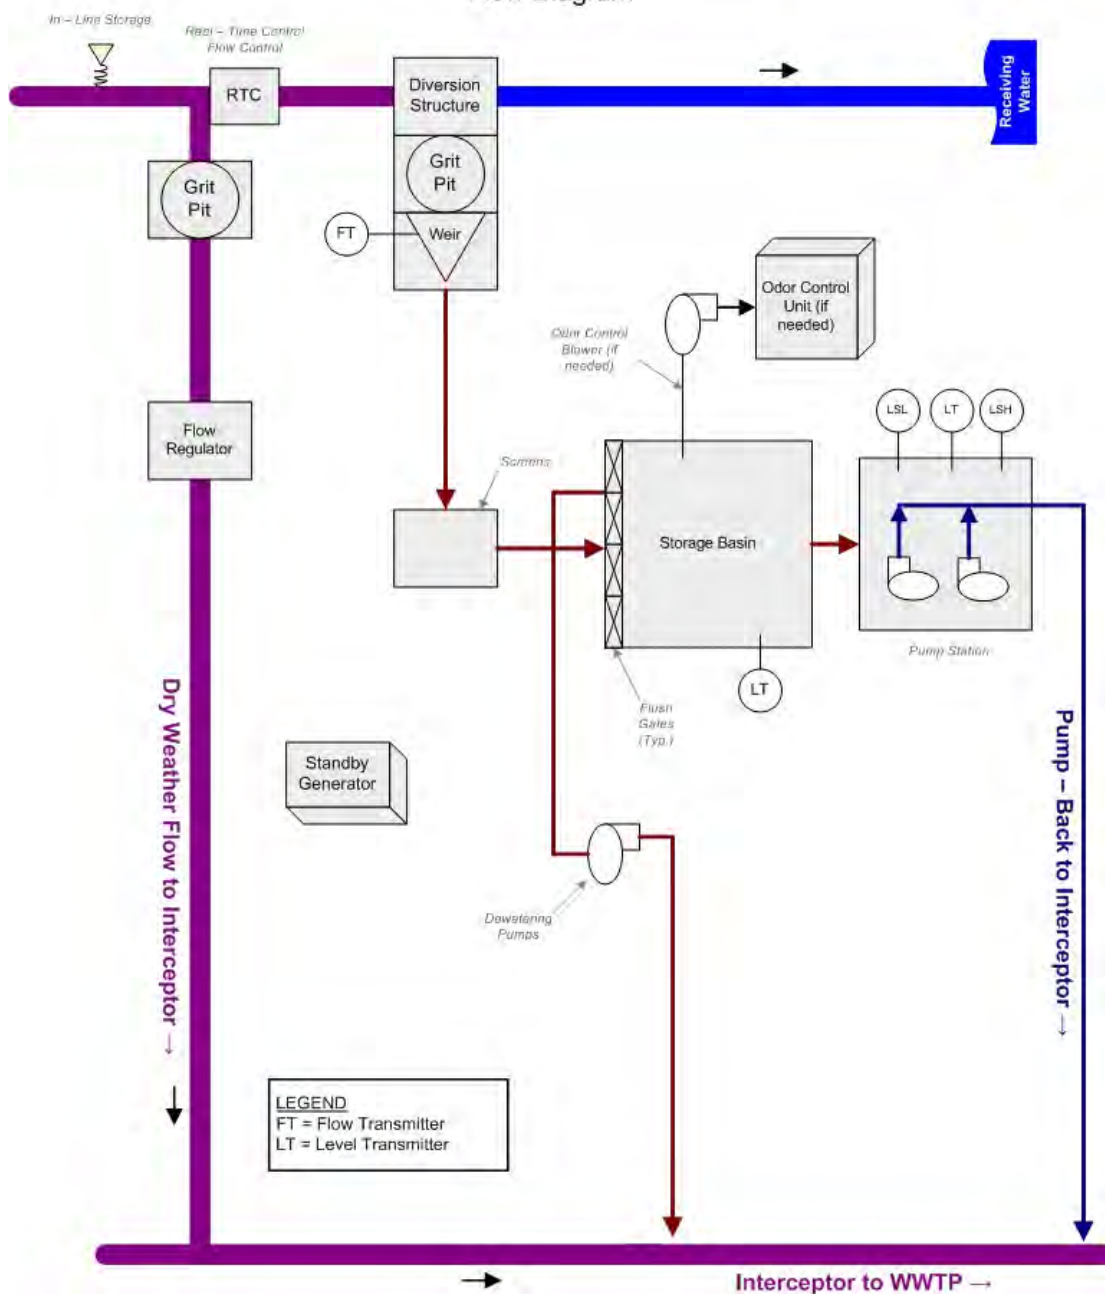 In – Line Storage
Real – Time Control
Flow Control
RTC
Diversion
Structure
Receiving
Water
Grit
Pit
Grit
Pit
FT
Weir
Odor Control
Unit (if
needed)
Odor Control
Blower (if
needed)
LSL
LT
LSH
Flow
Regulator
Screens
Storage Basin
Pump Station
LT
Flush
Gates
(Typ.)
Dry Weather Flow to Interceptor →
Pump – Back to Interceptor →
Standby
Generator
Dewatering
Pumps
LEGEND
FT = Flow Transmitter
LT = Level Transmitter
Interceptor to WWTP →